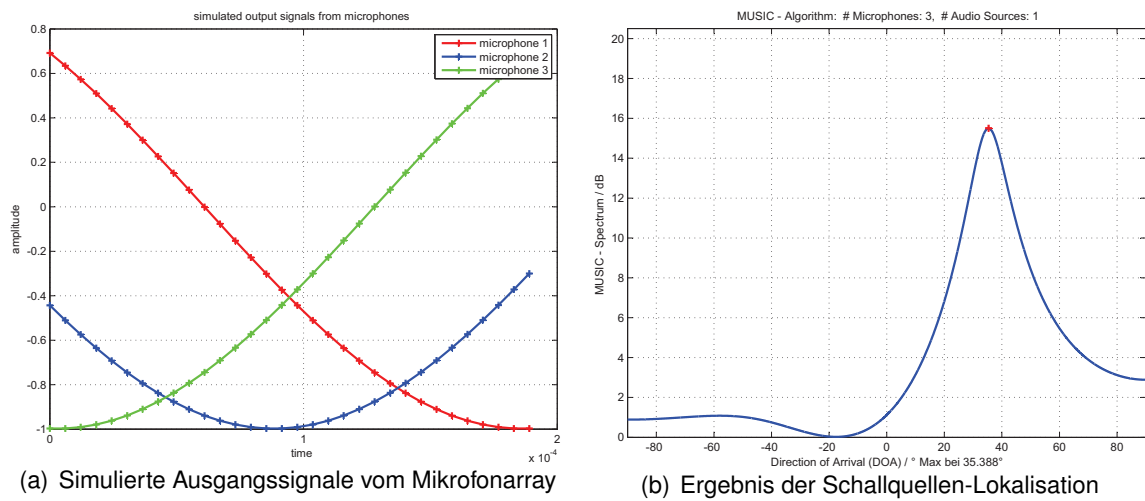 simulated output signals from microphones
0.8
0.6
0.4
0.2
0
-0.2
-0.4
-0.6
-0.8
-1
amplitude
microphone 1
microphone 2
microphone 3
0
1
2
time
x 10⁻⁴
(a) Simulierte Ausgangssignale vom Mikrofonarray
MUSIC - Algorithm: # Microphones: 3, # Audio Sources: 1
20
18
16
14
12
10
8
6
4
2
0
MUSIC - Spectrum / dB
-80 -60 -40 -20 0 20 40 60 80
Direction of Arrival (DOA) / ° Max bei 35.388°
(b) Ergebnis der Schallquellen-Lokalisation